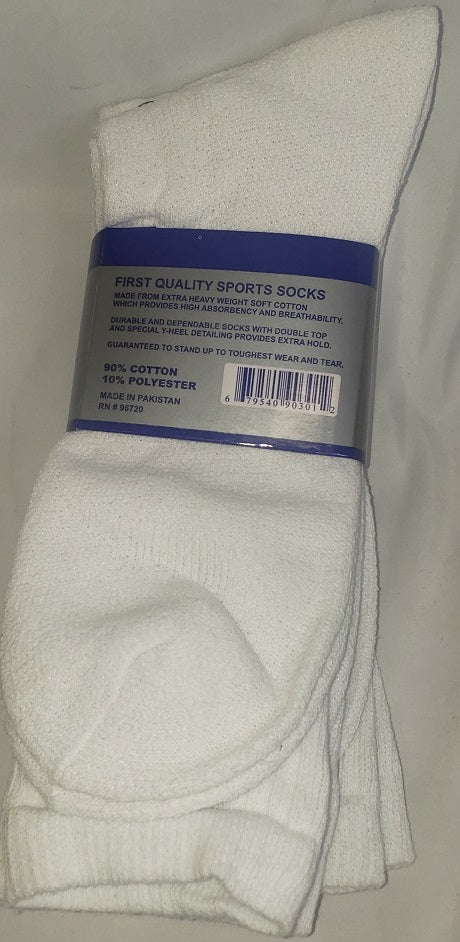 FIRST QUALITY SPORTS SOCKS
MADE FROM EXTRA HEAVY WEIGHT SOFT COTTON
WHICH PROVIDES HIGH ABSORBENCY AND BREATHABILITY.
DURABLE AND DEPENDABLE SOCKS WITH DOUBLE TOP
AND SPECIAL Y-HEEL DETAILING PROVIDES EXTRA HOLD.
GUARANTEED TO STAND UP TO TOUGHEST WEAR AND TEAR.
90% COTTON
10% POLYESTER
MADE IN PAKISTAN
RN # 96720
6 79540 90301 2